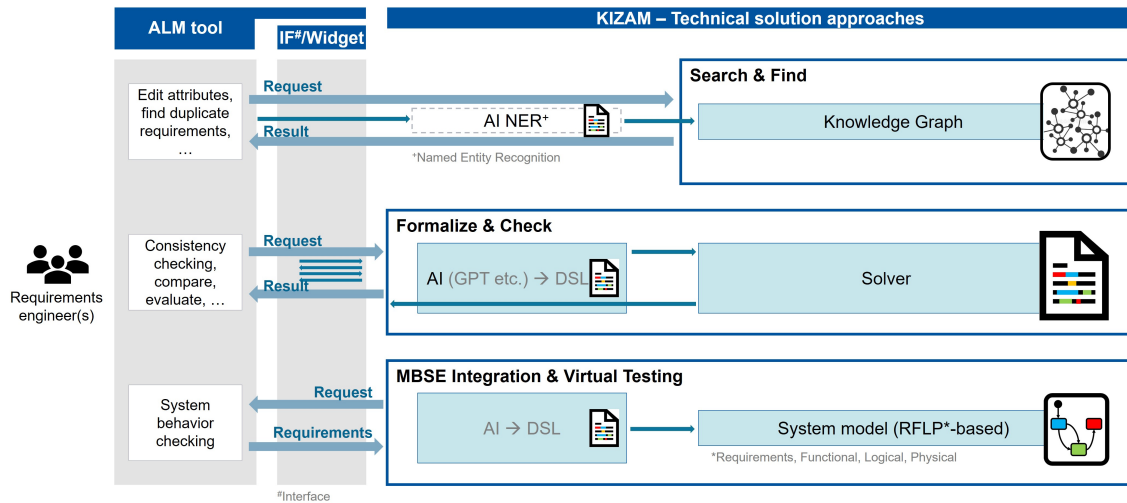 KIZAM – Technical solution approaches
ALM tool
IF#/Widget
Search & Find
Request
Edit attributes,
find duplicate
requirements,
…
AI NER+
Knowledge Graph
Result
+Named Entity Recognition
Formalize & Check
Request
Consistency
checking,
compare,
evaluate, …
AI (GPT etc.) → DSL
Solver
Result
Requirements
engineer(s)
MBSE Integration & Virtual Testing
Request
System
behavior
checking
AI → DSL
System model (RFLP*-based)
Requirements
*Requirements, Functional, Logical, Physical
#Interface